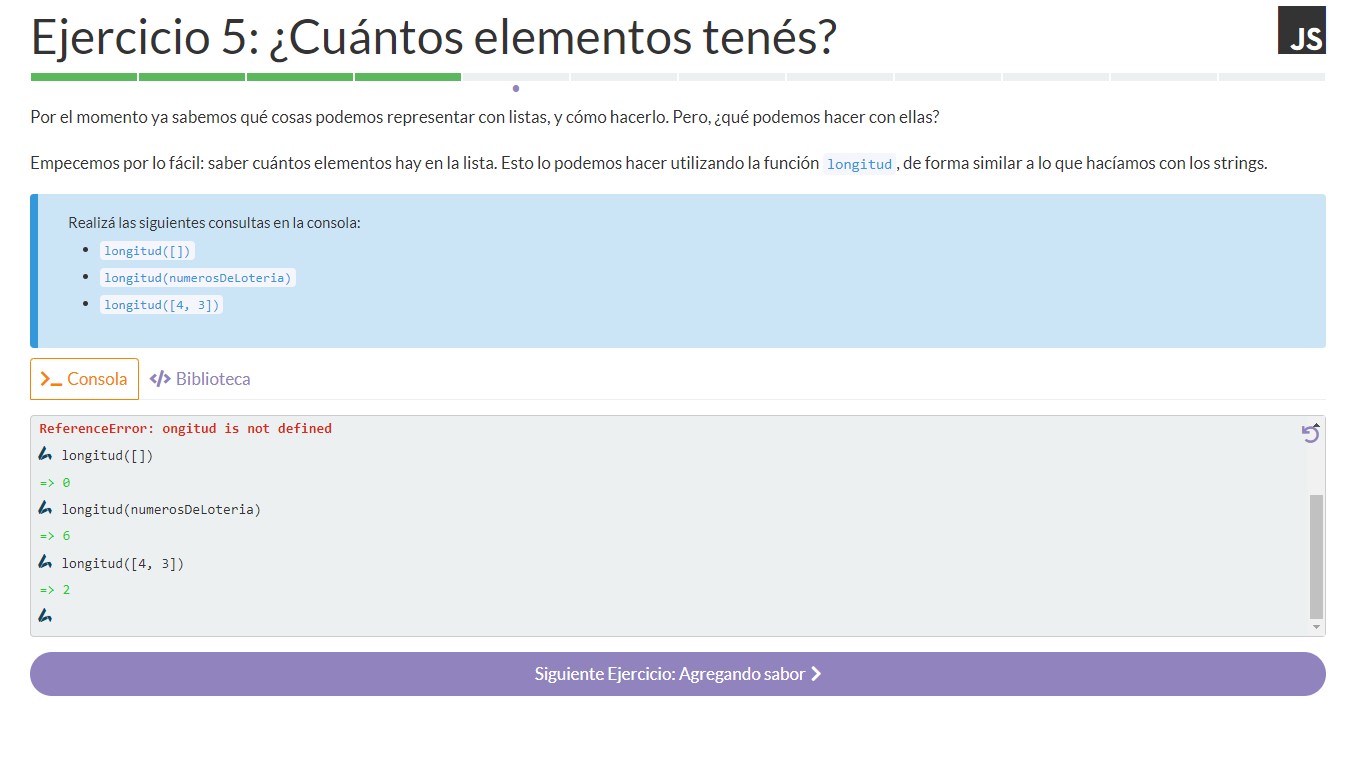 Ejercicio 5: ¿Cuántos elementos tenés?
JS
Por el momento ya sabemos qué cosas podemos representar con listas, y cómo hacerlo. Pero, ¿qué podemos hacer con ellas?
Empecemos por lo fácil: saber cuántos elementos hay en la lista. Esto lo podemos hacer utilizando la función longitud, de forma similar a lo que hacíamos con los strings.
Realizá las siguientes consultas en la consola:
longitud([])
longitud(numerosDeLoteria)
longitud([4, 3])
Consola
Biblioteca
ReferenceError: ongitud is not defined
longitud([])
=> 0
longitud(numerosDeLoteria)
=> 6
longitud([4, 3])
=> 2
Siguiente Ejercicio: Agregando sabor